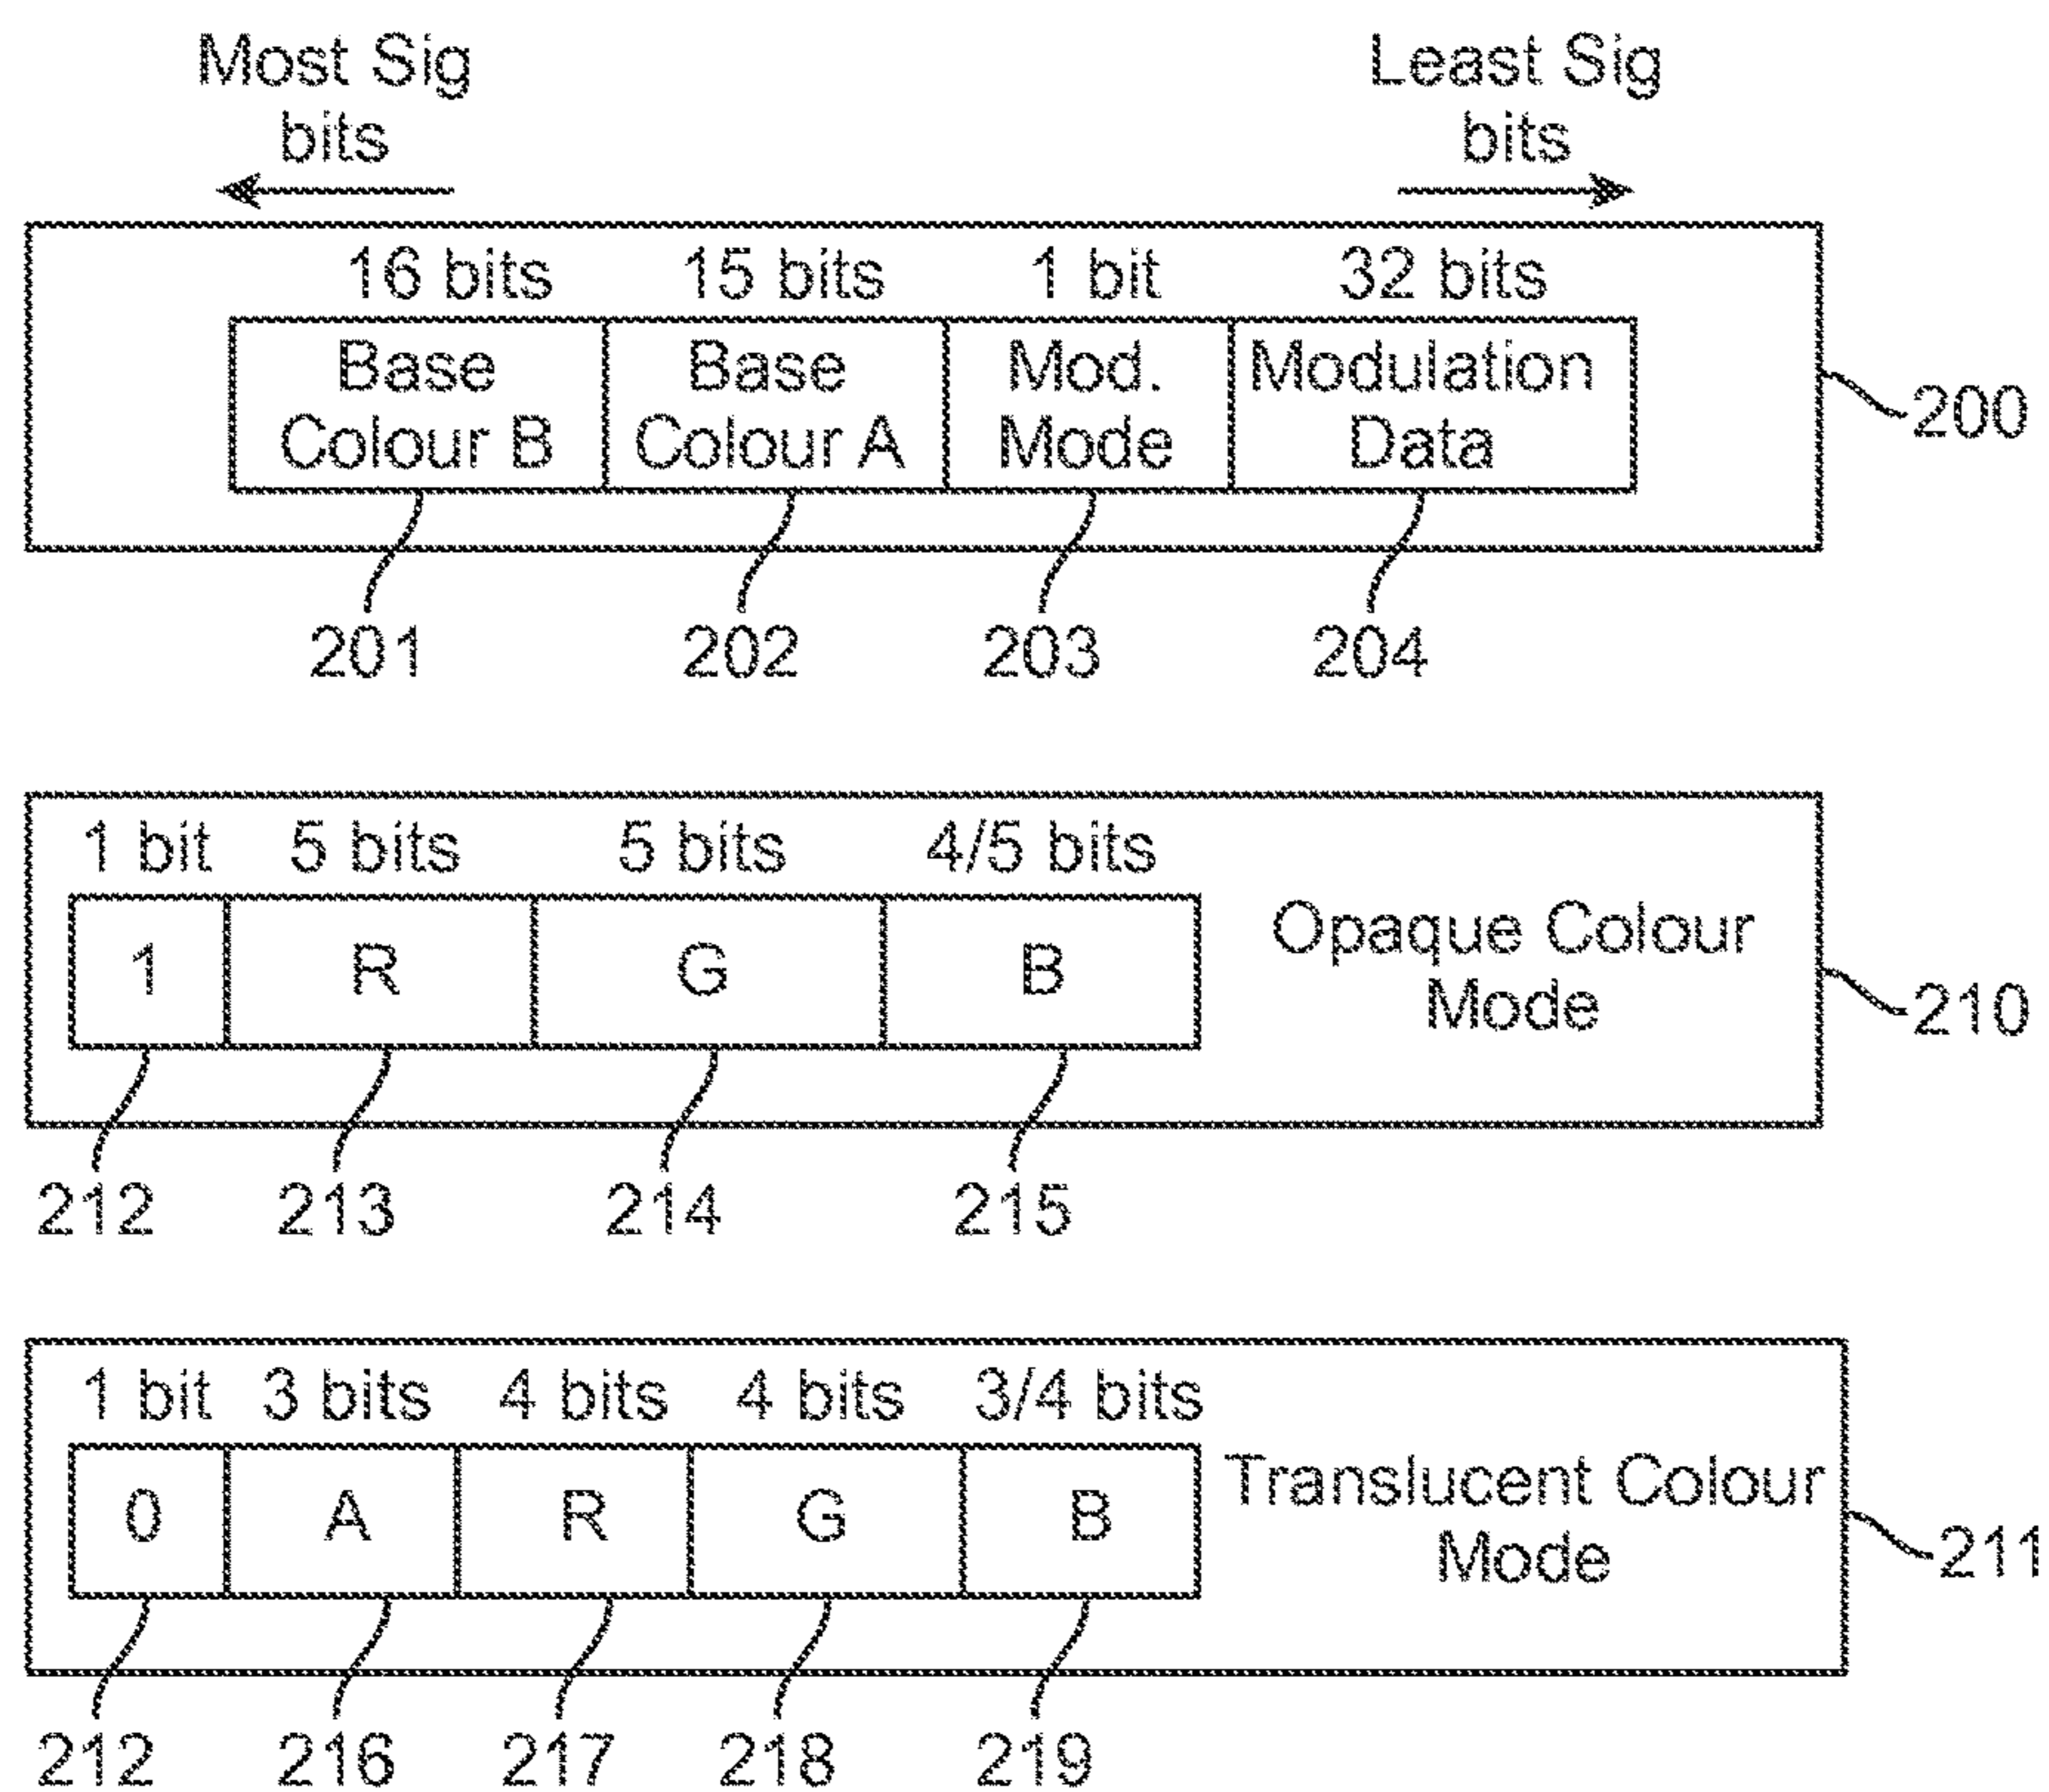 Most Sig
bits
Least Sig
bits
16 bits 15 bits 1 bit 32 bits
Base
Colour B
Base
Colour A
Mod.
Mode
Modulation
Data
200
201 202 203 204
1 bit 5 bits 5 bits 4/5 bits
1 R G B
Opaque Colour
Mode
210
212 213 214 215
1 bit 3 bits 4 bits 4 bits 3/4 bits
0 A R G B
Translucent Colour
Mode
211
212 216 217 218 219